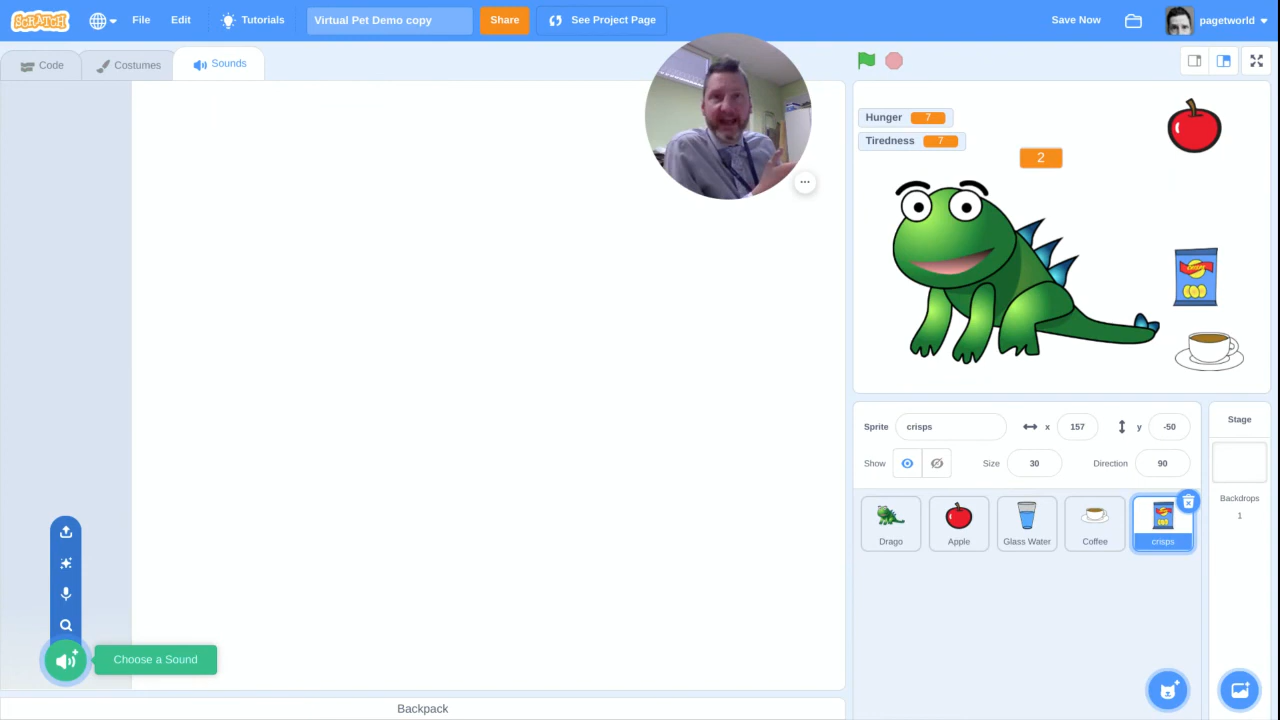 SCRATCH
File
Edit
Tutorials
Virtual Pet Demo copy
Share
See Project Page
Save Now
pagetworld
Code
Costumes
Sounds
Hunger 7
Tiredness 7
2
Sprite crisps x 157 y -50
Show Size 30 Direction 90
Stage
Backdrops
1
Drago
Apple
Glass Water
Coffee
crisps
Choose a Sound
Backpack